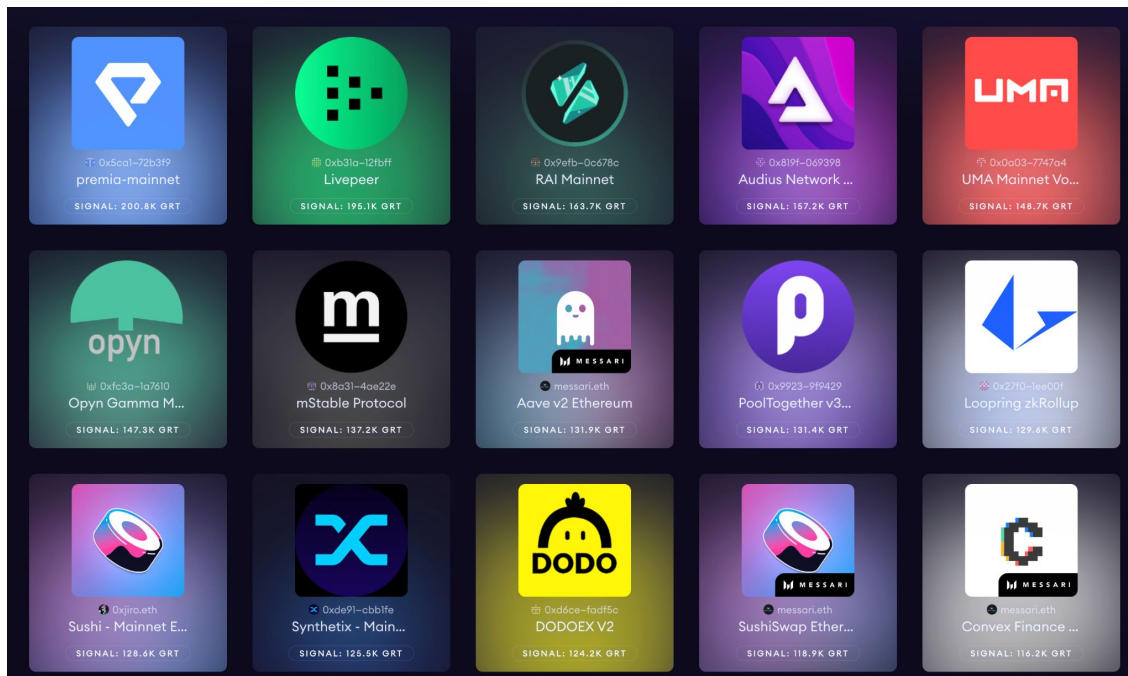 0x5ca1–72b3f9
premia-mainnet
SIGNAL: 200.8K GRT
0xb31a–12fbff
Livepeer
SIGNAL: 195.1K GRT
0x9efb–0c678c
RAI Mainnet
SIGNAL: 163.7K GRT
0x819f–069398
Audius Network ...
SIGNAL: 157.2K GRT
UMA
0x0a03–7747a4
UMA Mainnet Vo...
SIGNAL: 148.7K GRT
opyn
0xfc3a–1a7610
Opyn Gamma M...
SIGNAL: 147.3K GRT
m
0x8a31–4ae22e
mStable Protocol
SIGNAL: 137.2K GRT
MESSARI
messari.eth
Aave v2 Ethereum
SIGNAL: 131.9K GRT
p
0x9923–9f9429
PoolTogether v3...
SIGNAL: 131.4K GRT
0x27f0–1ee00f
Loopring zkRollup
SIGNAL: 129.6K GRT
0xjiro.eth
Sushi - Mainnet E...
SIGNAL: 128.6K GRT
0xde91–cbb1fe
Synthetix - Main...
SIGNAL: 125.5K GRT
DODO
0xd6ce–fadf5c
DODOEX V2
SIGNAL: 124.2K GRT
MESSARI
messari.eth
SushiSwap Ether...
SIGNAL: 118.9K GRT
C
MESSARI
messari.eth
Convex Finance ...
SIGNAL: 116.2K GRT